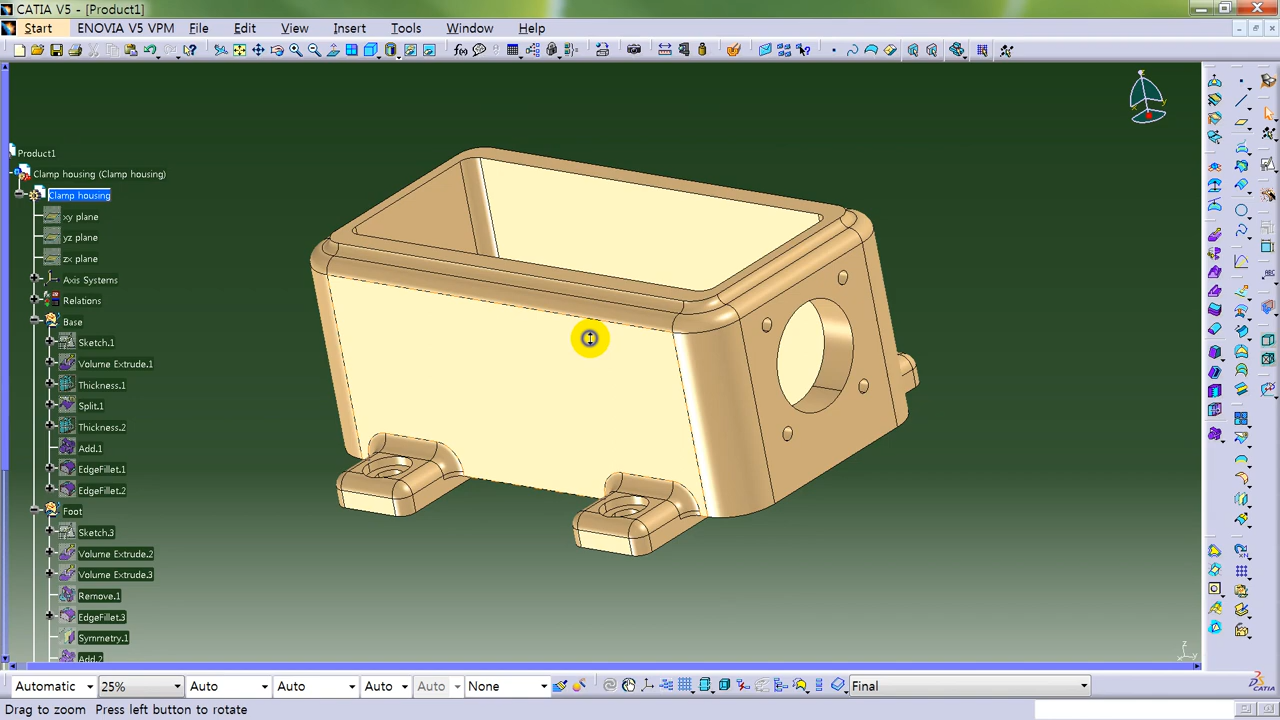 CATIA V5 - [Product1]
Start ENOVIA V5 VPM File Edit View Insert Tools Window Help
Product1
Clamp housing (Clamp housing)
Clamp housing
xy plane
yz plane
zx plane
Axis Systems
Relations
Base
Sketch.1
Volume Extrude.1
Thickness.1
Split.1
Thickness.2
Add.1
EdgeFillet.1
EdgeFillet.2
Foot
Sketch.3
Volume Extrude.2
Volume Extrude.3
Remove.1
EdgeFillet.3
Symmetry.1
Add.2
Automatic 25% Auto Auto Auto Auto None Final
Drag to zoom Press left button to rotate